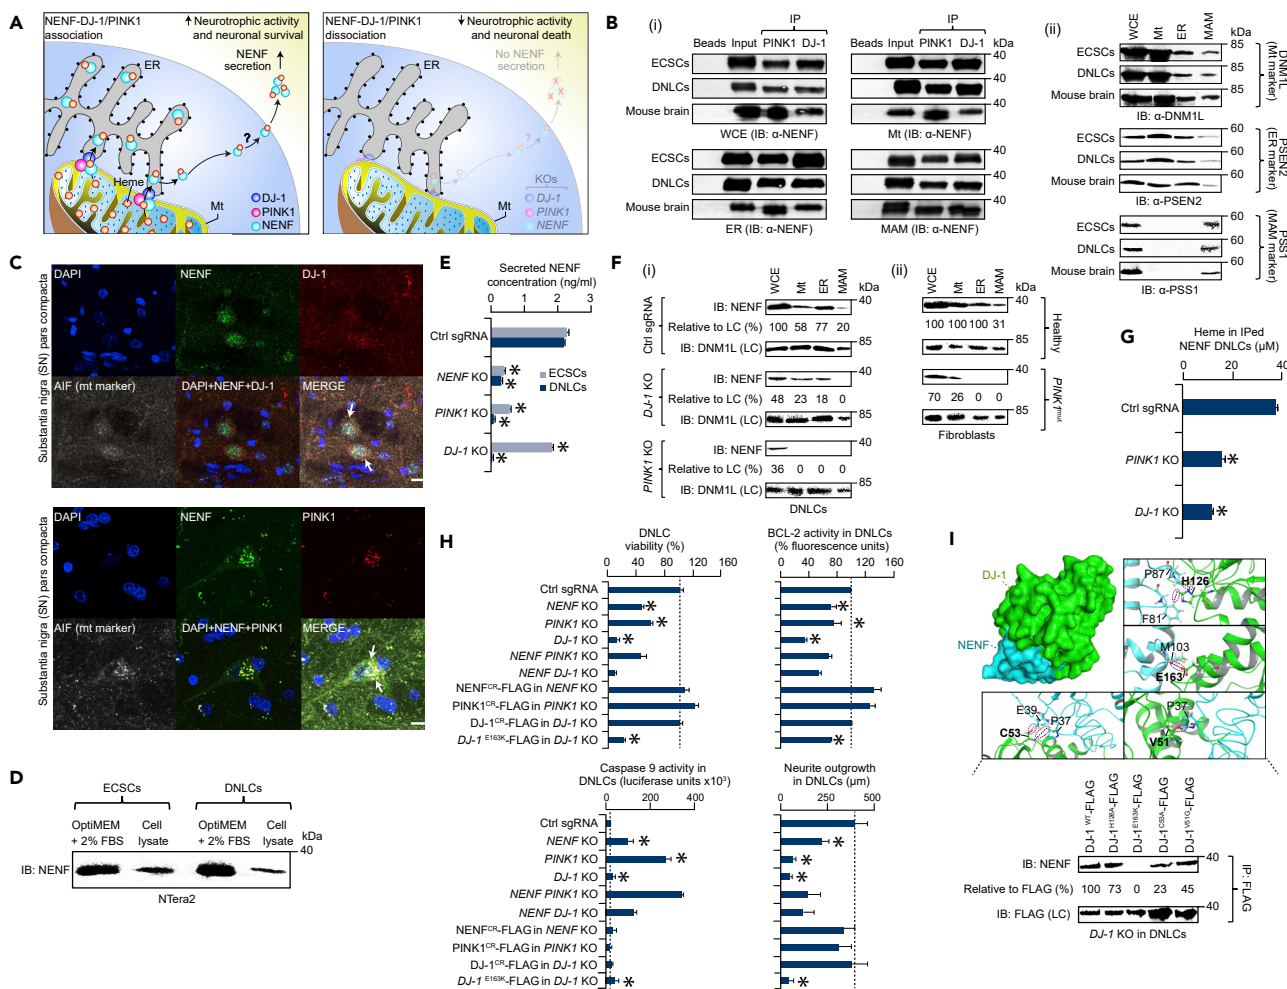 A
NENF-DJ-1/PINK1
association
Neurotrophic activity
and neuronal survival
NENF
secretion
ER
?
Heme
Mt
DJ-1
PINK1
NENF
NENF-DJ-1/PINK1
dissociation
Neurotrophic activity
and neuronal death
No NENF
secretion
ER
?
KOs
DJ-1
PINK1
NENF
Mt
B
(i)
IP
Beads Input PINK1 DJ-1
IP
Beads Input PINK1 DJ-1 kDa
ECSCs
40
DNLCs
40
Mouse brain
40
WCE (IB: α-NENF)
Mt (IB: α-NENF)
ECSCs
40
DNLCs
40
Mouse brain
40
ER (IB: α-NENF)
MAM (IB: α-NENF)
(ii)
WCE Mt ER MAM
ECSCs
85
DNLCs
85
Mouse brain
85
IB: α-DNM1L
DNM1L
(Mt marker)
ECSCs
60
DNLCs
60
Mouse brain
60
IB: α-PSEN2
PSEN2
(ER marker)
ECSCs
60
DNLCs
60
Mouse brain
60
IB: α-PSS1
PSS1
(MAM marker)
C
Substantia nigra (SN) pars compacta
DAPI
NENF
DJ-1
AIF (mt marker)
DAPI+NENF+DJ-1
MERGE
Substantia nigra (SN) pars compacta
DAPI
NENF
PINK1
AIF (mt marker)
DAPI+NENF+PINK1
MERGE
D
ECSCs
DNLCs
OptiMEM
+ 2% FBS
Cell
lysate
OptiMEM
+ 2% FBS
Cell
lysate
kDa
40
IB: NENF
NTera2
E
Secreted NENF
concentration (ng/ml)
0 1 2 3
Ctrl sgRNA
ECSCs
DNLCs
NENF KO
*
*
PINK1 KO
*
*
DJ-1 KO
*
*
F
(i)
WCE Mt ER MAM
kDa
Ctrl sgRNA
IB: NENF
40
Relative to LC (%) 100 58 77 20
IB: DNM1L (LC)
85
DJ-1 KO
IB: NENF
40
Relative to LC (%) 48 23 18 0
IB: DNM1L (LC)
85
PINK1 KO
IB: NENF
40
Relative to LC (%) 36 0 0 0
IB: DNM1L (LC)
85
DNLCs
(ii)
WCE Mt ER MAM
kDa
40
100 100 100 31
85
Healthy
40
70 26 0 0
85
PINK1mut
Fibroblasts
G
Heme in IPed
NENF DNLCs (µM)
0 20 40
Ctrl sgRNA
PINK1 KO
*
DJ-1 KO
*
H
DNLC
viability (%)
0 40 80 120 160
BCL-2 activity in DNLCs
(% fluorescence units)
0 40 80 120 160
Ctrl sgRNA
NENF KO
*
*
PINK1 KO
*
*
DJ-1 KO
*
*
NENF PINK1 KO
NENF DJ-1 KO
NENFCR-FLAG in NENF KO
PINK1CR-FLAG in PINK1 KO
DJ-1CR-FLAG in DJ-1 KO
DJ-1 E163K-FLAG in DJ-1 KO
*
*
Caspase 9 activity in
DNLCs (luciferase units x10³)
0 200 400
Neurite outgrowth
in DNLCs (µm)
0 250 500
Ctrl sgRNA
NENF KO
*
*
PINK1 KO
*
*
DJ-1 KO
*
*
NENF PINK1 KO
NENF DJ-1 KO
NENFCR-FLAG in NENF KO
PINK1CR-FLAG in PINK1 KO
DJ-1CR-FLAG in DJ-1 KO
DJ-1 E163K-FLAG in DJ-1 KO
*
*
I
DJ-1
NENF
P87
H126
F81
M103
E163
E39
P37
C53
P37
V51
DJ-1WT-FLAG
DJ-1H126A-FLAG
DJ-1E163K-FLAG
DJ-1C53A-FLAG
DJ-1V51G-FLAG
IB: NENF
40
Relative to FLAG (%) 100 73 0 23 45
IB: FLAG (LC)
40
IP: FLAG
DJ-1 KO in DNLCs